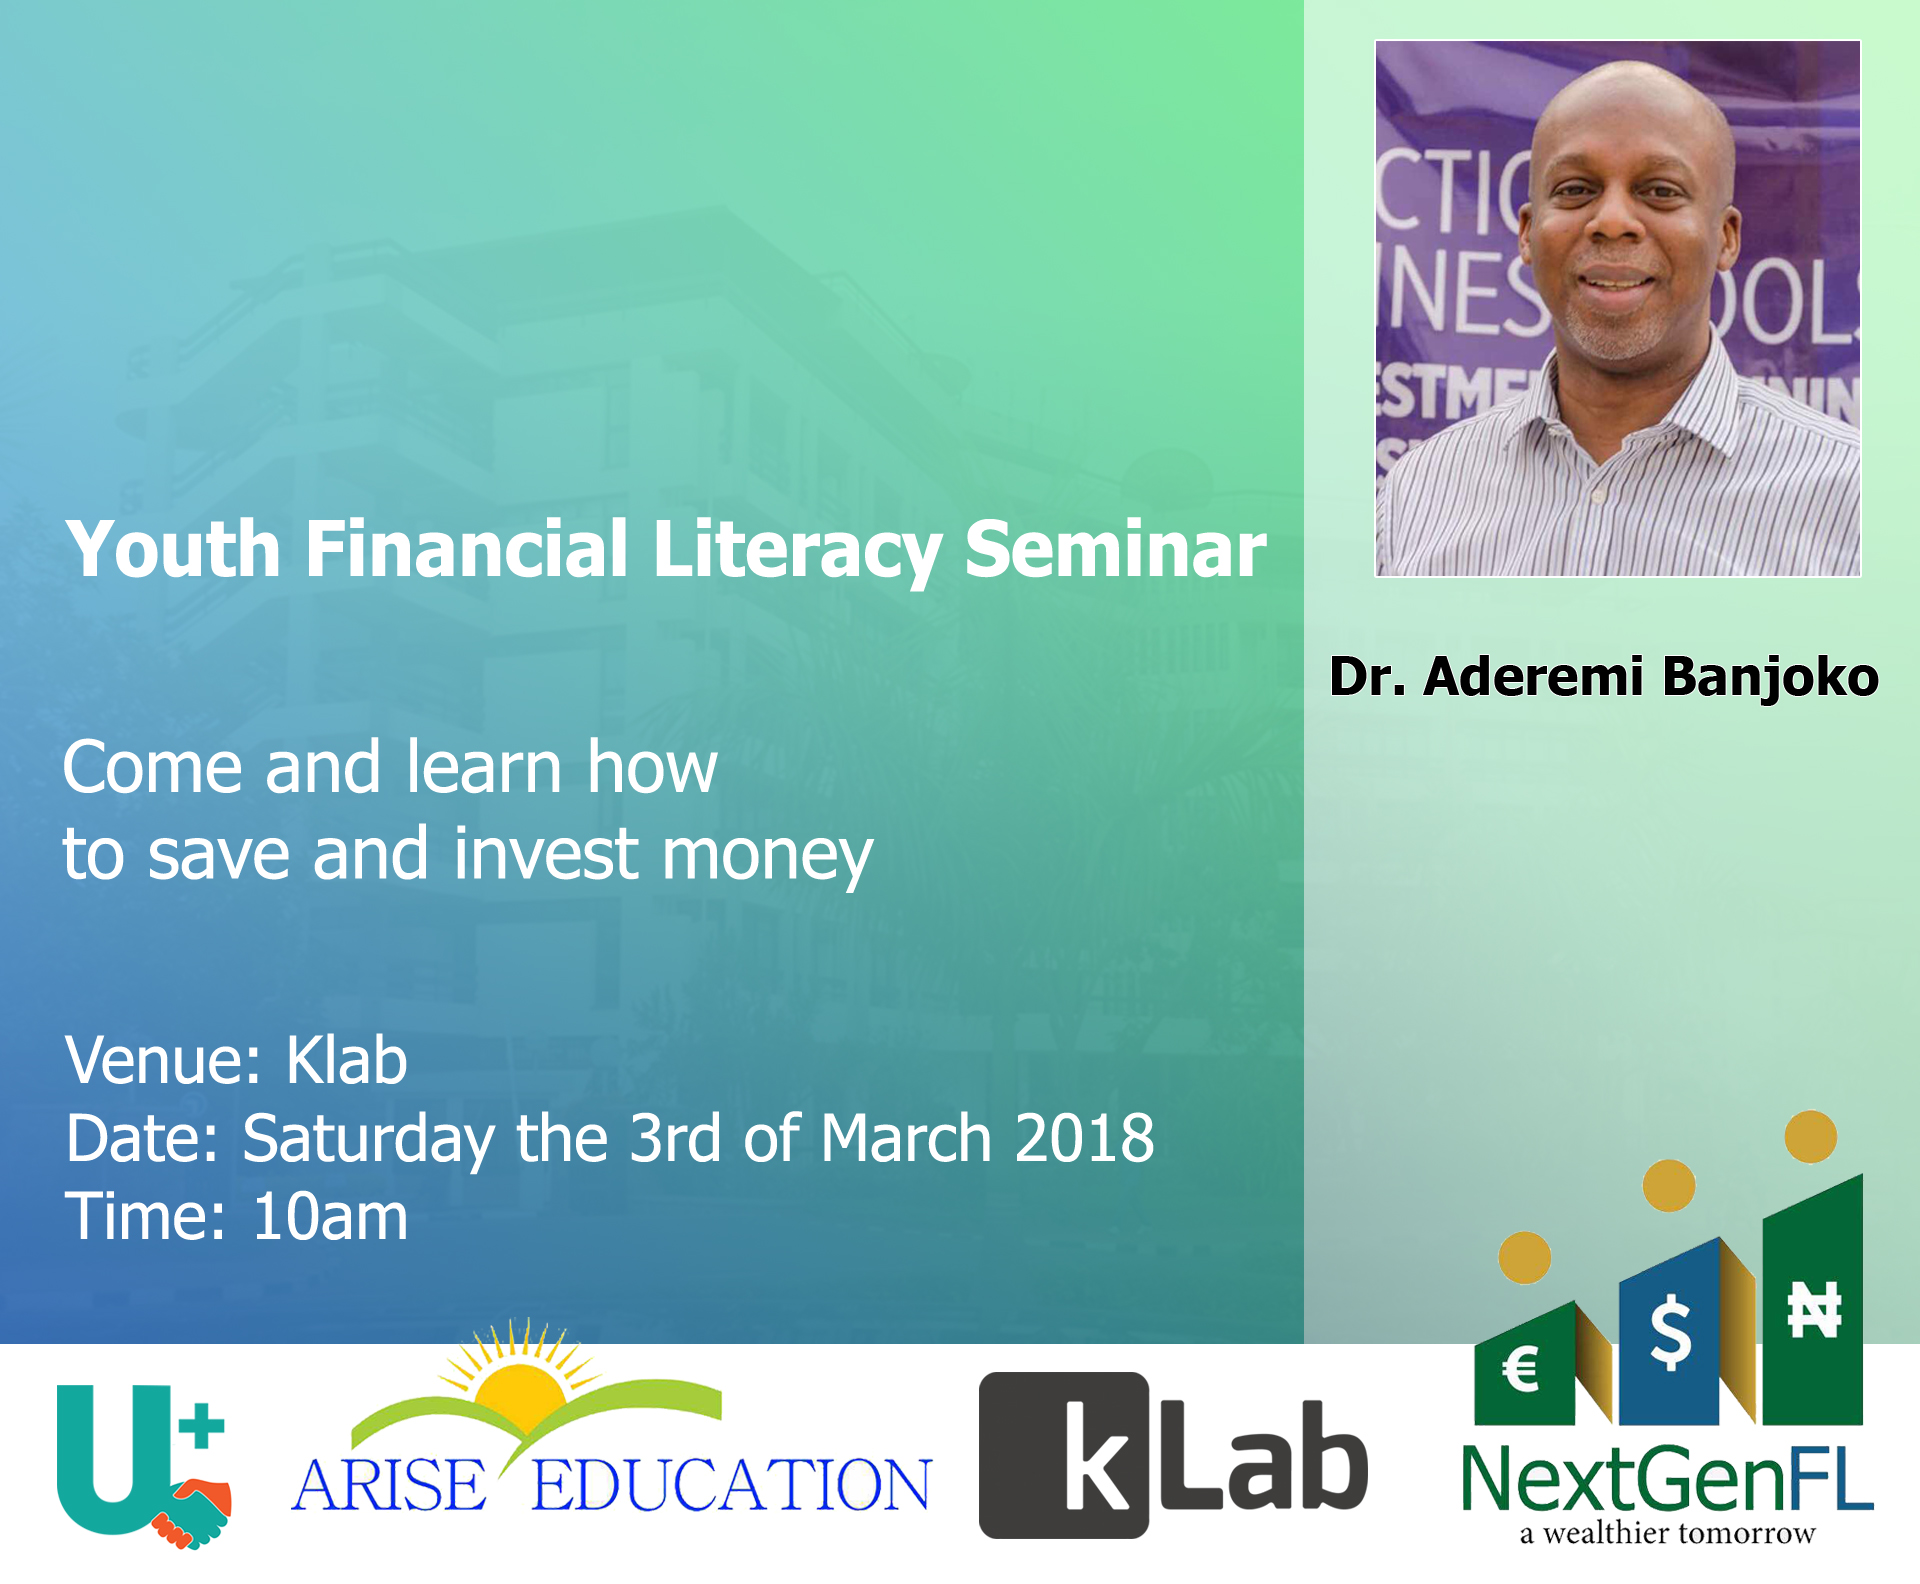 Youth Financial Literacy Seminar
Come and learn how
to save and invest money
Venue: Klab
Date: Saturday the 3rd of March 2018
Time: 10am
Dr. Aderemi Banjoko
U+
ARISE EDUCATION
kLab
€ $ ₦
NextGenFL
a wealthier tomorrow